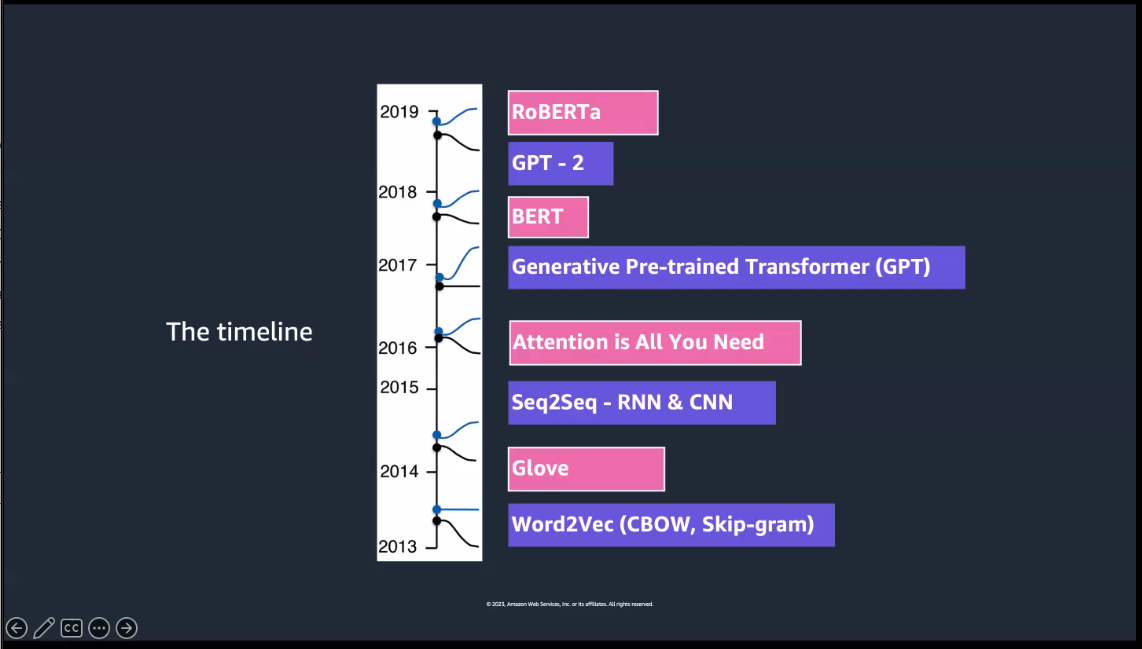 The timeline
2019
2018
2017
2016
2015
2014
2013
RoBERTa
GPT - 2
BERT
Generative Pre-trained Transformer (GPT)
Attention is All You Need
Seq2Seq - RNN & CNN
Glove
Word2Vec (CBOW, Skip-gram)
© 2023, Amazon Web Services, Inc. or its affiliates. All rights reserved.
CC